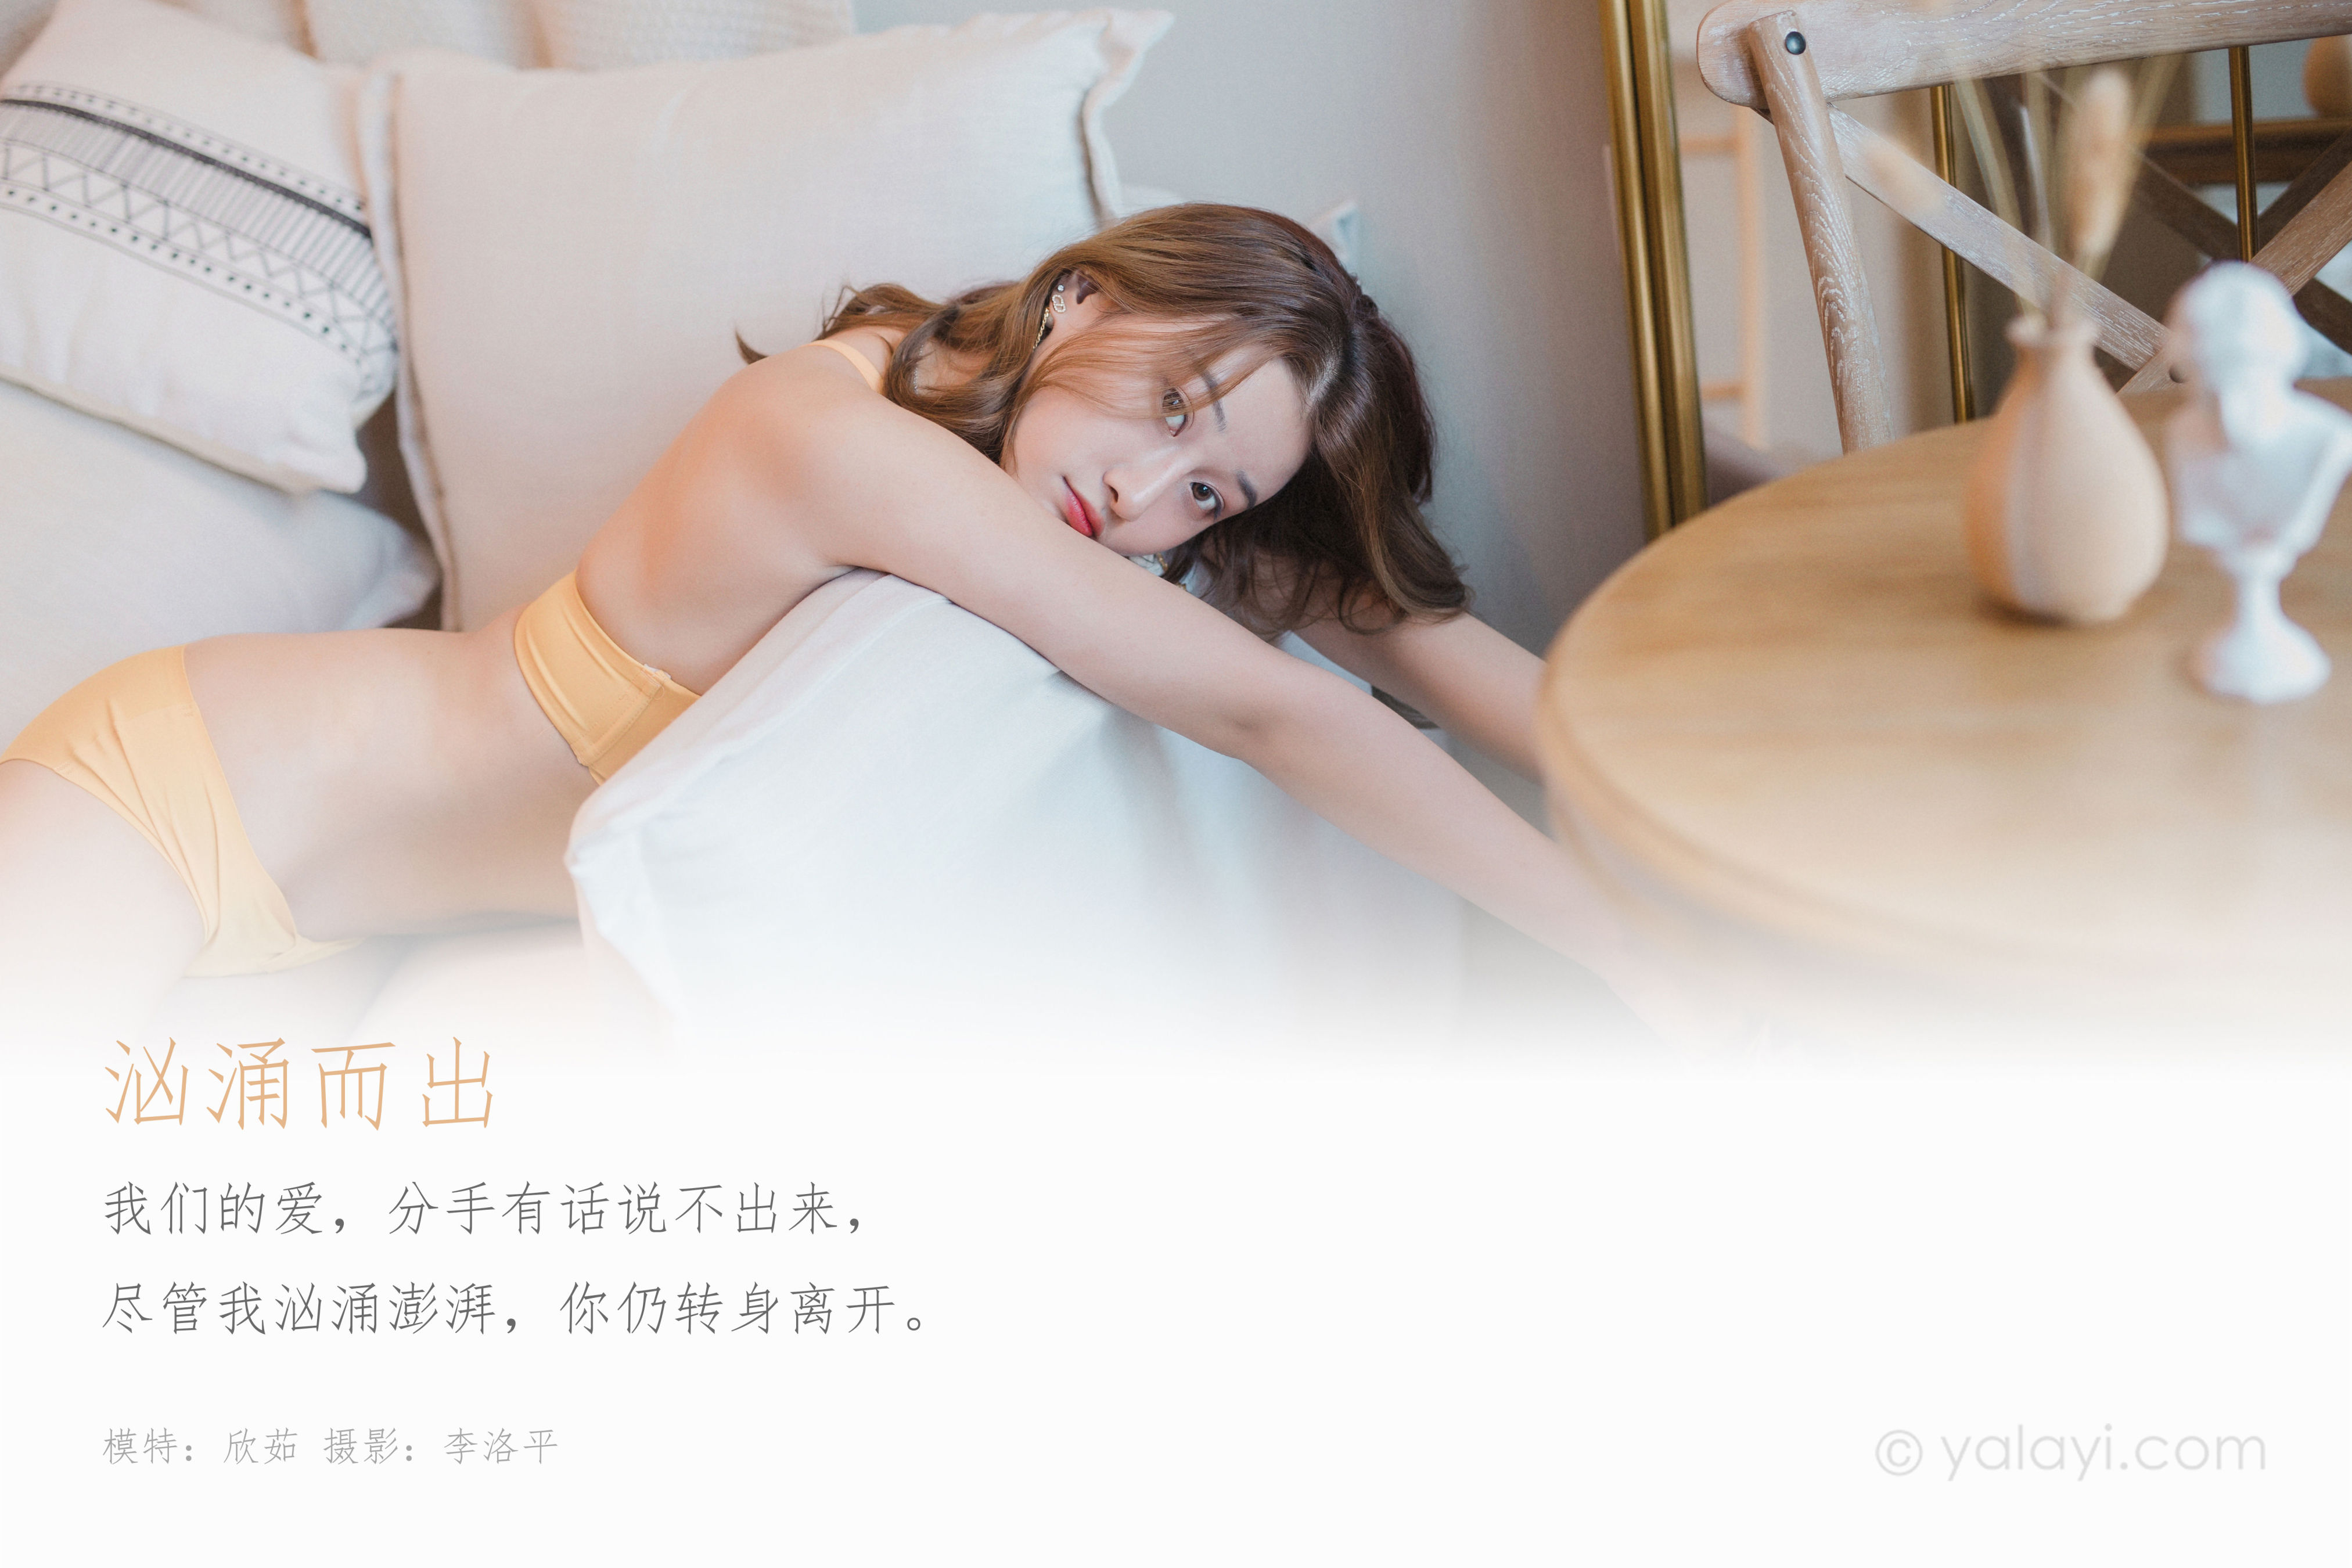 汹涌而出
我们的爱，分手有话说不出来，
尽管我汹涌澎湃，你仍转身离开。
模特：欣茹 摄影：李洛平
© yalayi.com